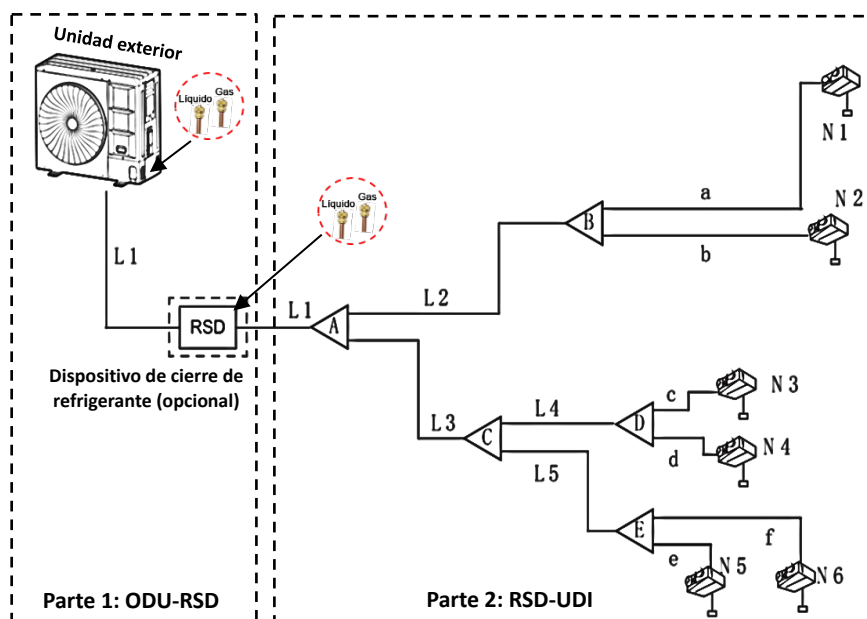 Unidad exterior
Líquido
Gas
L1
RSD
Dispositivo de cierre de
refrigerante (opcional)
Parte 1: ODU-RSD
Líquido
Gas
L1
A
L2
B
a
N1
b
N2
L3
C
L4
D
c
N3
d
N4
L5
E
f
e
N5
N6
Parte 2: RSD-UDI